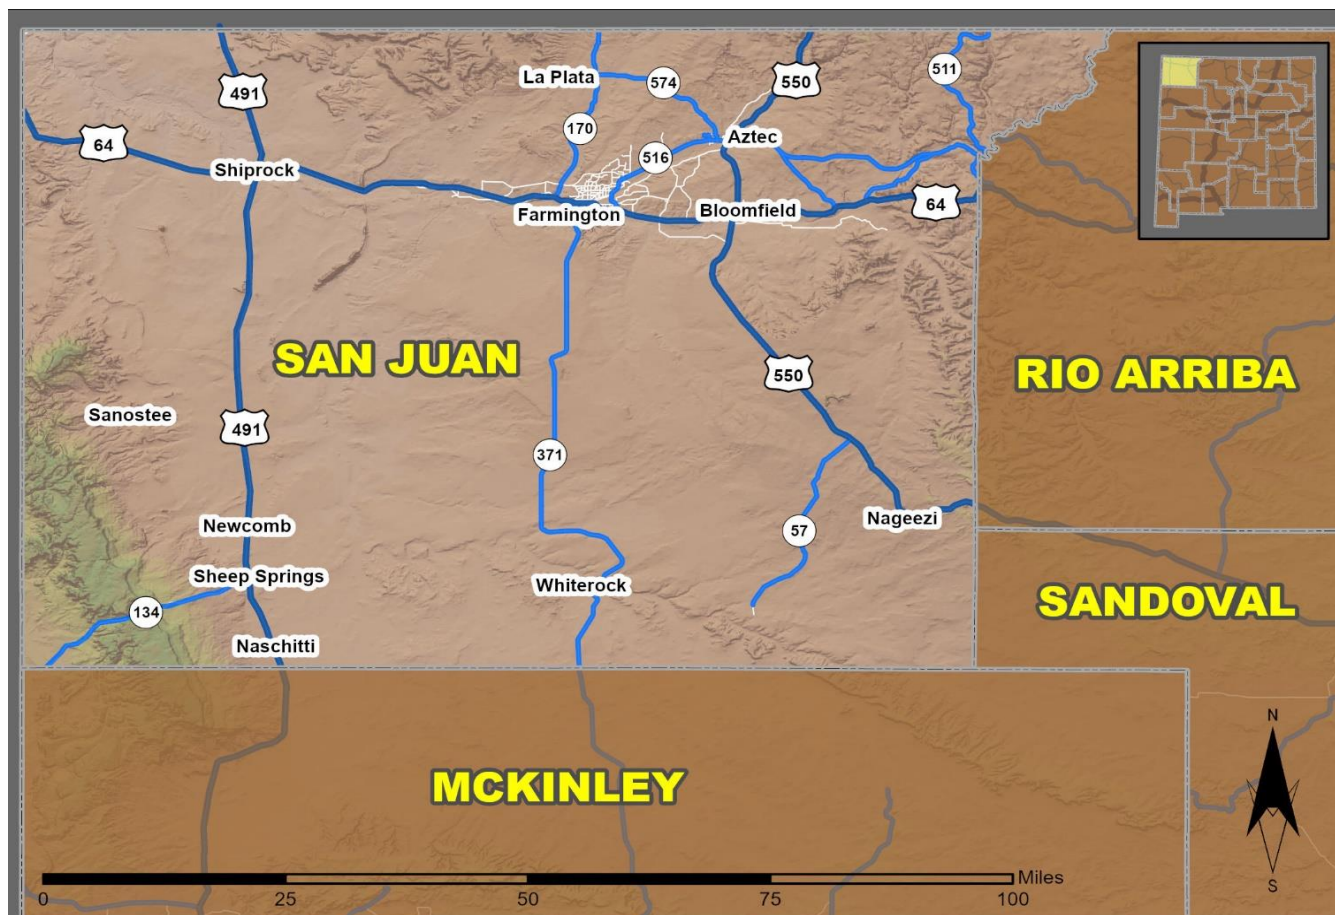 491
La Plata
574
550
511
64
170
516
Aztec
Shiprock
Farmington
Bloomfield
64
SAN JUAN
550
RIO ARRIBA
Sanostee
491
371
Newcomb
Nageezi
57
Sheep Springs
Whiterock
SANDOVAL
134
Naschitti
N
MCKINLEY
Miles
0 25 50 75 100
S